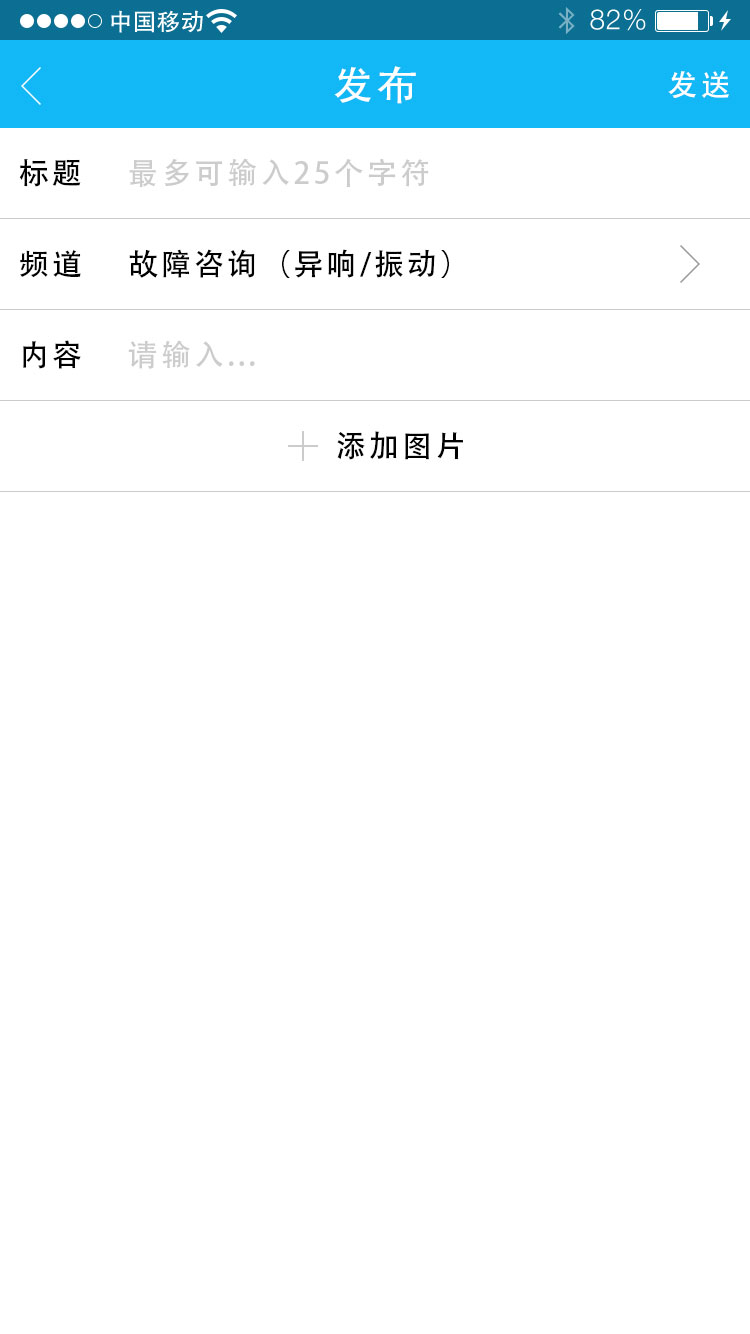 中国移动 82%
发布 发送
标题 最多可输入25个字符
频道 故障咨询（异响/振动）
内容 请输入...
添加图片